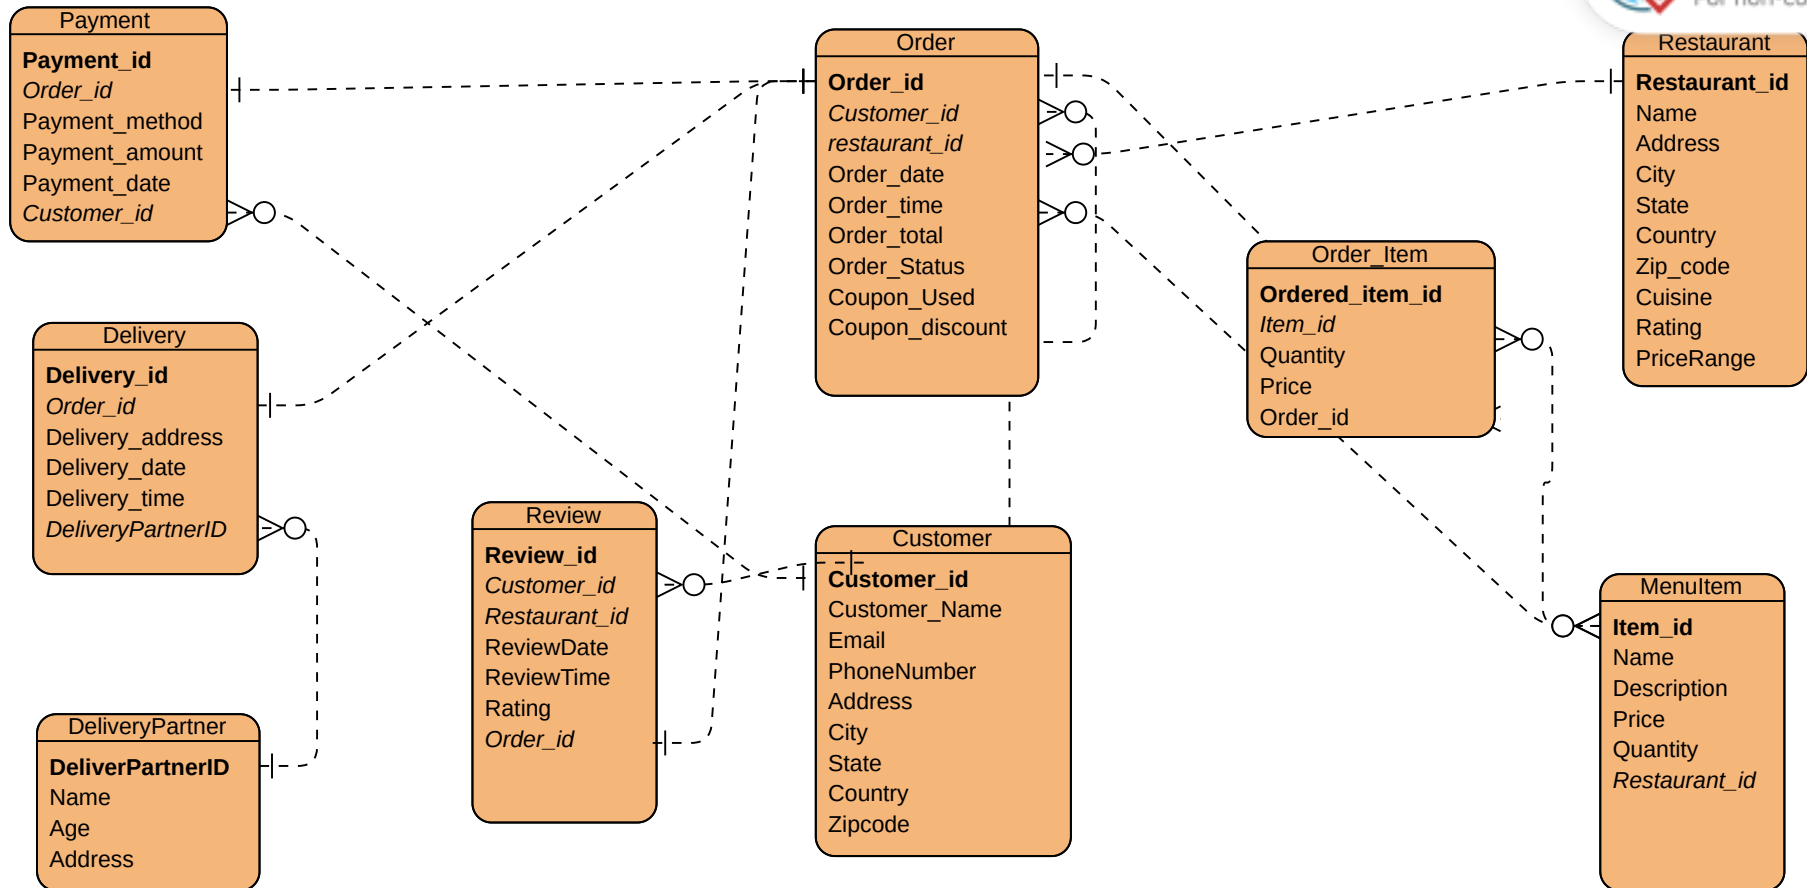 Payment
Payment_id
Order_id
Payment_method
Payment_amount
Payment_date
Customer_id
Order
Order_id
Customer_id
restaurant_id
Order_date
Order_time
Order_total
Order_Status
Coupon_Used
Coupon_discount
Restaurant
Restaurant_id
Name
Address
City
State
Country
Zip_code
Cuisine
Rating
PriceRange
Order_Item
Ordered_item_id
Item_id
Quantity
Price
Order_id
Delivery
Delivery_id
Order_id
Delivery_address
Delivery_date
Delivery_time
DeliveryPartnerID
Review
Review_id
Customer_id
Restaurant_id
ReviewDate
ReviewTime
Rating
Order_id
Customer
Customer_id
Customer_Name
Email
PhoneNumber
Address
City
State
Country
Zipcode
MenuItem
Item_id
Name
Description
Price
Quantity
Restaurant_id
DeliveryPartner
DeliverPartnerID
Name
Age
Address